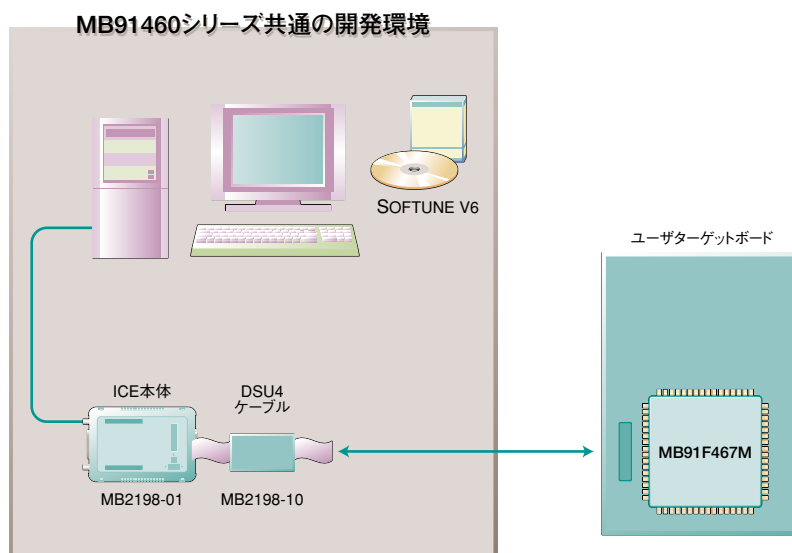 MB91460シリーズ共通の開発環境
SOFTUNE V6
ユーザターゲットボード
ICE本体
DSU4
ケーブル
MB91F467M
MB2198-01
MB2198-10